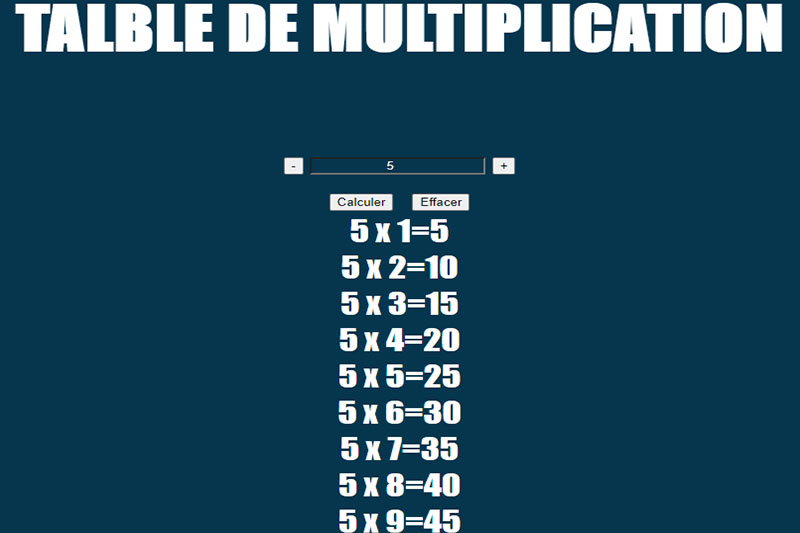 TALBLE DE MULTIPLICATION
- 5 +
Calculer Effacer
5 x 1=5
5 x 2=10
5 x 3=15
5 x 4=20
5 x 5=25
5 x 6=30
5 x 7=35
5 x 8=40
5 x 9=45